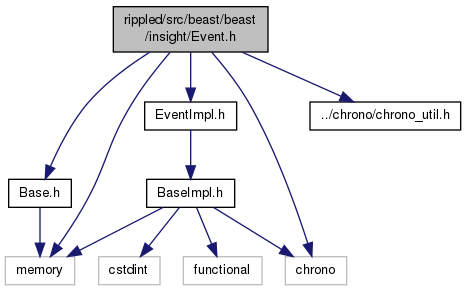 rippled/src/beast/beast
/insight/Event.h
EventImpl.h
../chrono/chrono_util.h
Base.h
BaseImpl.h
memory
cstdint
functional
chrono